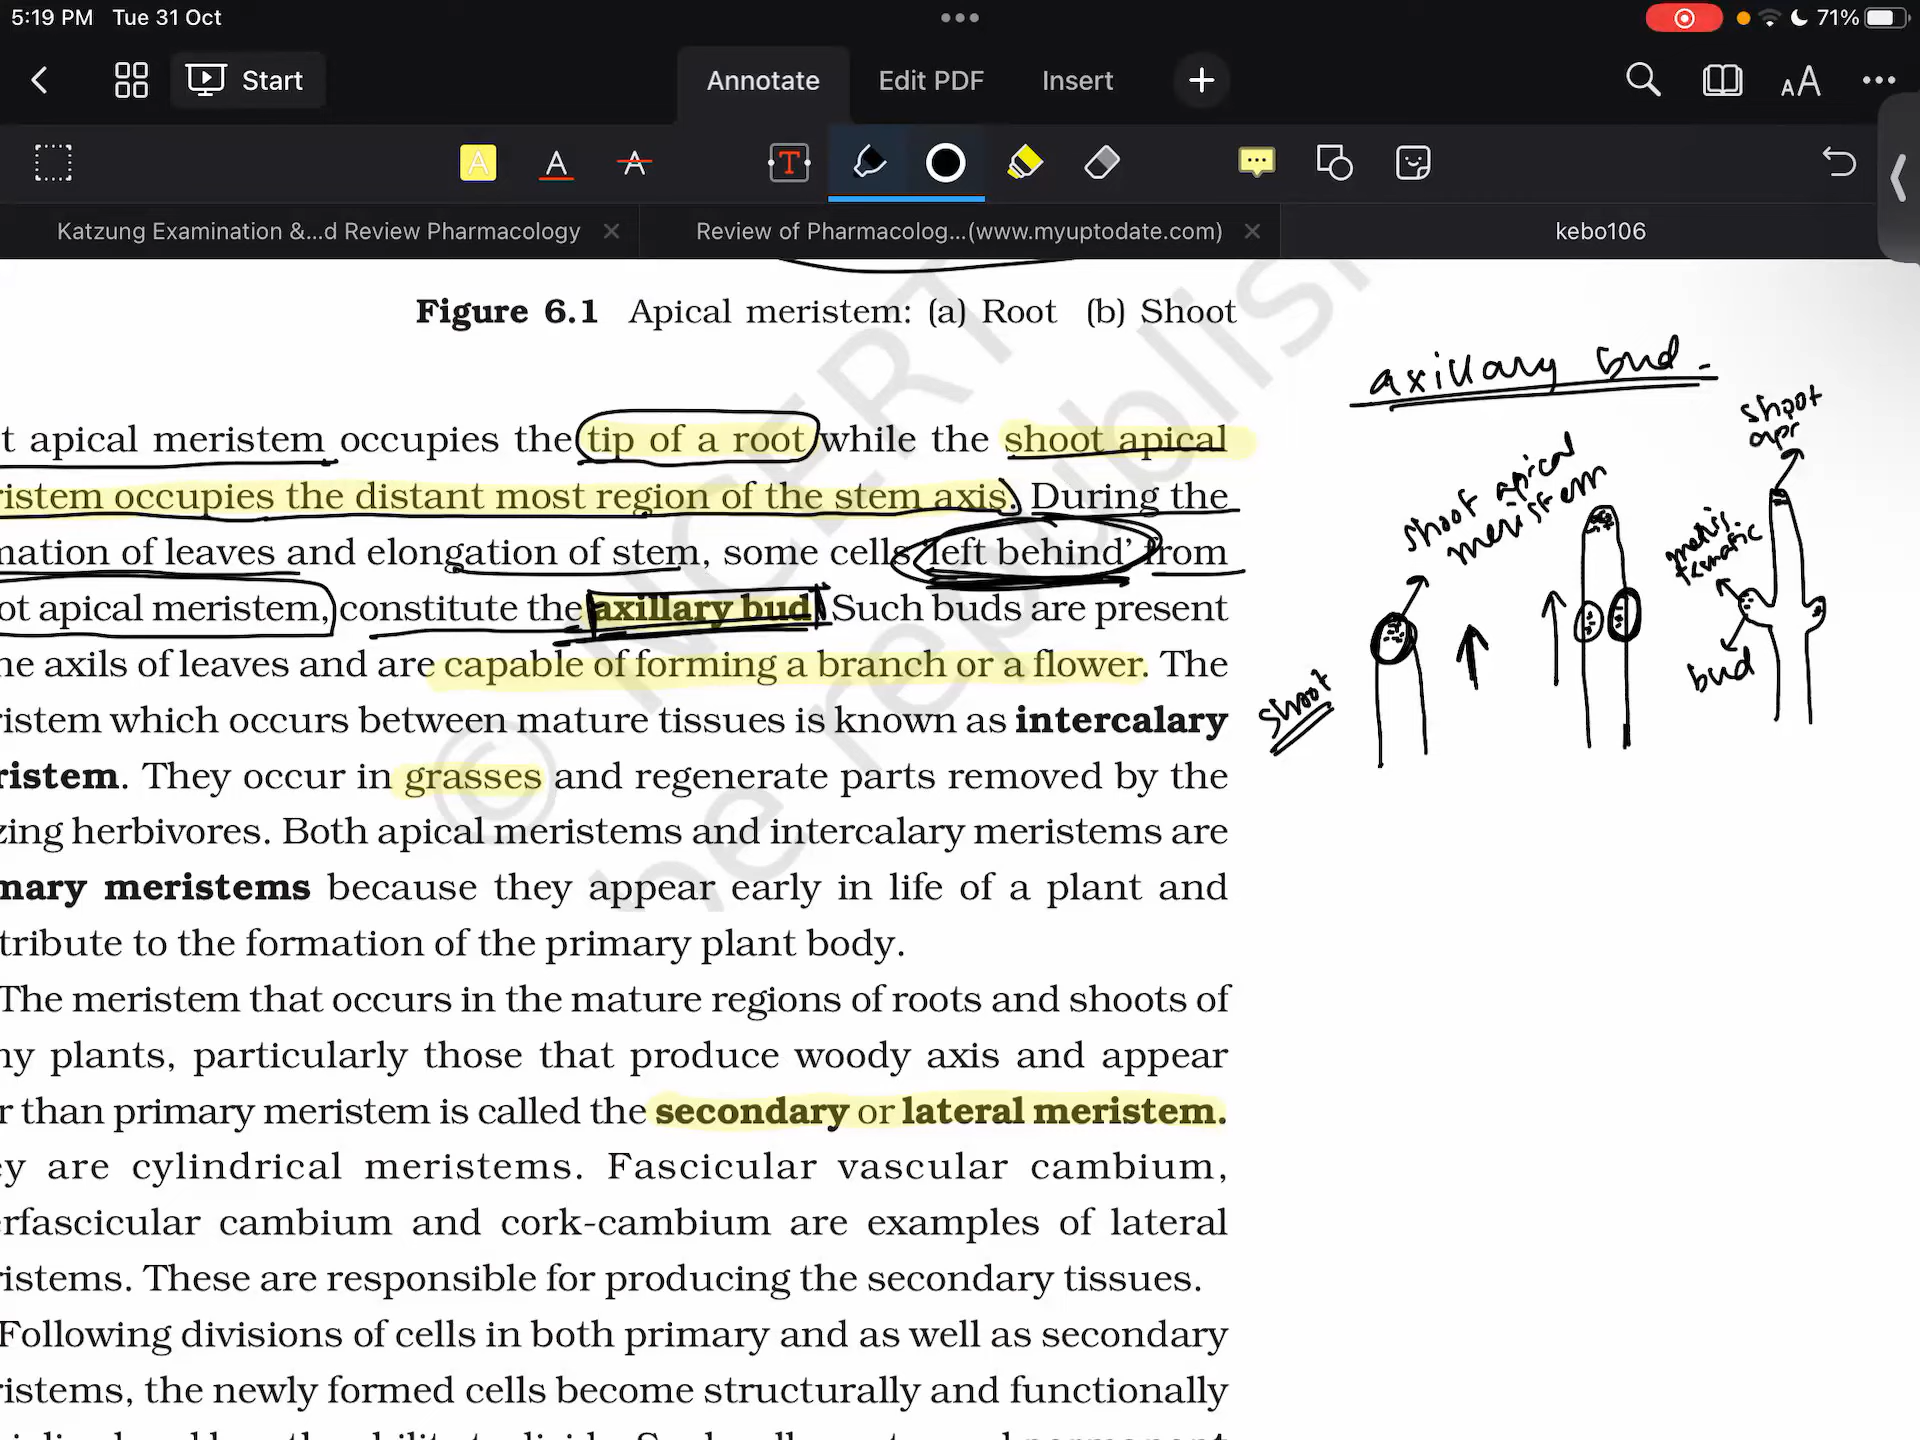 5:19 PM Tue 31 Oct
71%
Start
Annotate
Edit PDF
Insert
Katzung Examination &...d Review Pharmacology
Review of Pharmacolog...(www.myuptodate.com)
kebo106
Figure 6.1 Apical meristem: (a) Root (b) Shoot
t apical meristem occupies the tip of a root while the shoot apical
ristem occupies the distant most region of the stem axis. During the
mation of leaves and elongation of stem, some cells 'left behind' from
ot apical meristem, constitute the axillary bud. Such buds are present
he axils of leaves and are capable of forming a branch or a flower. The
ristem which occurs between mature tissues is known as intercalary
ristem. They occur in grasses and regenerate parts removed by the
zing herbivores. Both apical meristems and intercalary meristems are
mary meristems because they appear early in life of a plant and
tribute to the formation of the primary plant body.
The meristem that occurs in the mature regions of roots and shoots of
ny plants, particularly those that produce woody axis and appear
r than primary meristem is called the secondary or lateral meristem.
ey are cylindrical meristems. Fascicular vascular cambium,
erfascicular cambium and cork-cambium are examples of lateral
ristems. These are responsible for producing the secondary tissues.
Following divisions of cells in both primary and as well as secondary
ristems, the newly formed cells become structurally and functionally
axillary bud -
shoot
shoot apical
meristem
shoot
bud
© NCERT
republis